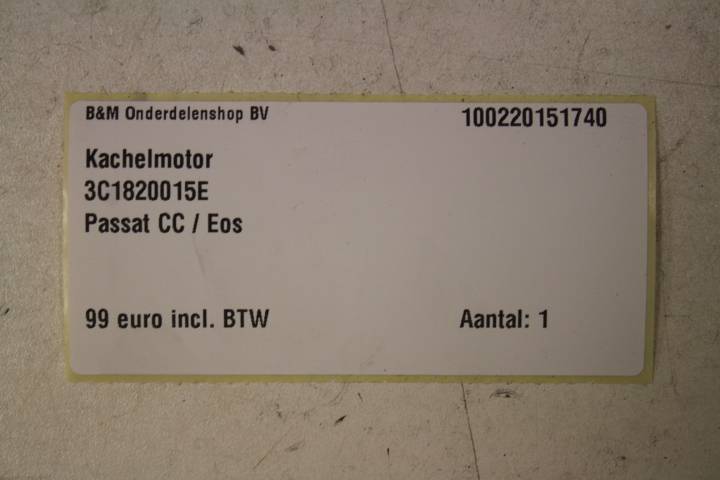 B&M Onderdelenshop BV 100220151740
Kachelmotor
3C1820015E
Passat CC / Eos
99 euro incl. BTW Aantal: 1